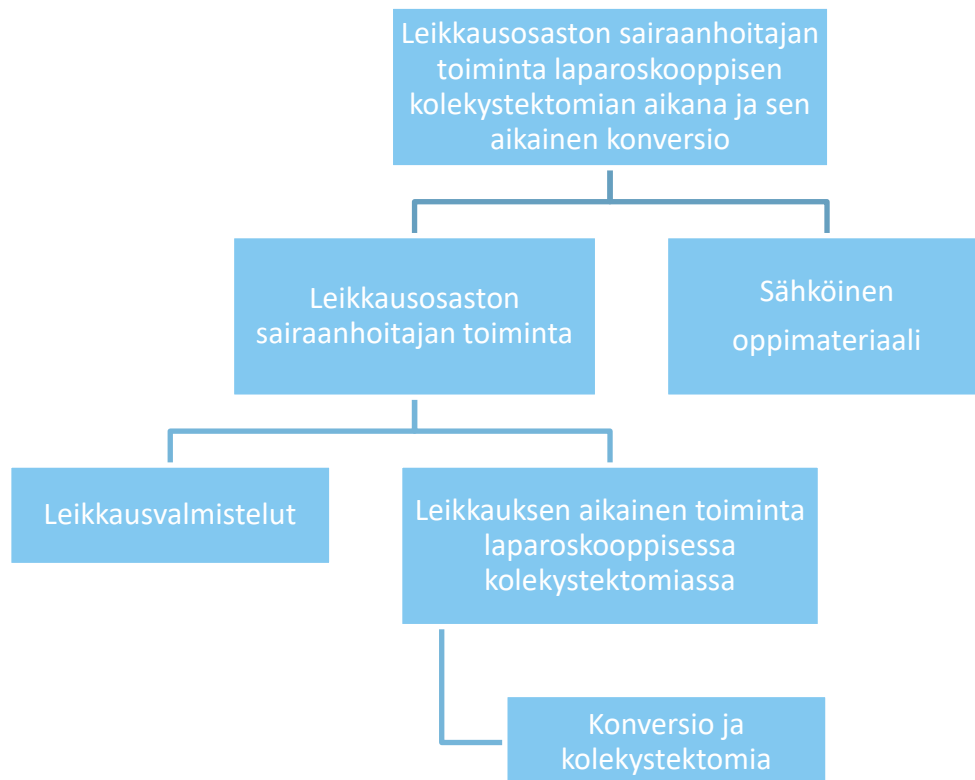 Leikkausosaston sairaanhoitajan
toiminta laparoskooppisen
kolekystektomian aikana ja sen
aikainen konversio
Leikkausosaston
sairaanhoitajan toiminta
Sähköinen
oppimateriaali
Leikkausvalmistelut
Leikkauksen aikainen toiminta
laparoskooppisessa
kolekystektomiassa
Konversio ja
kolekystektomia